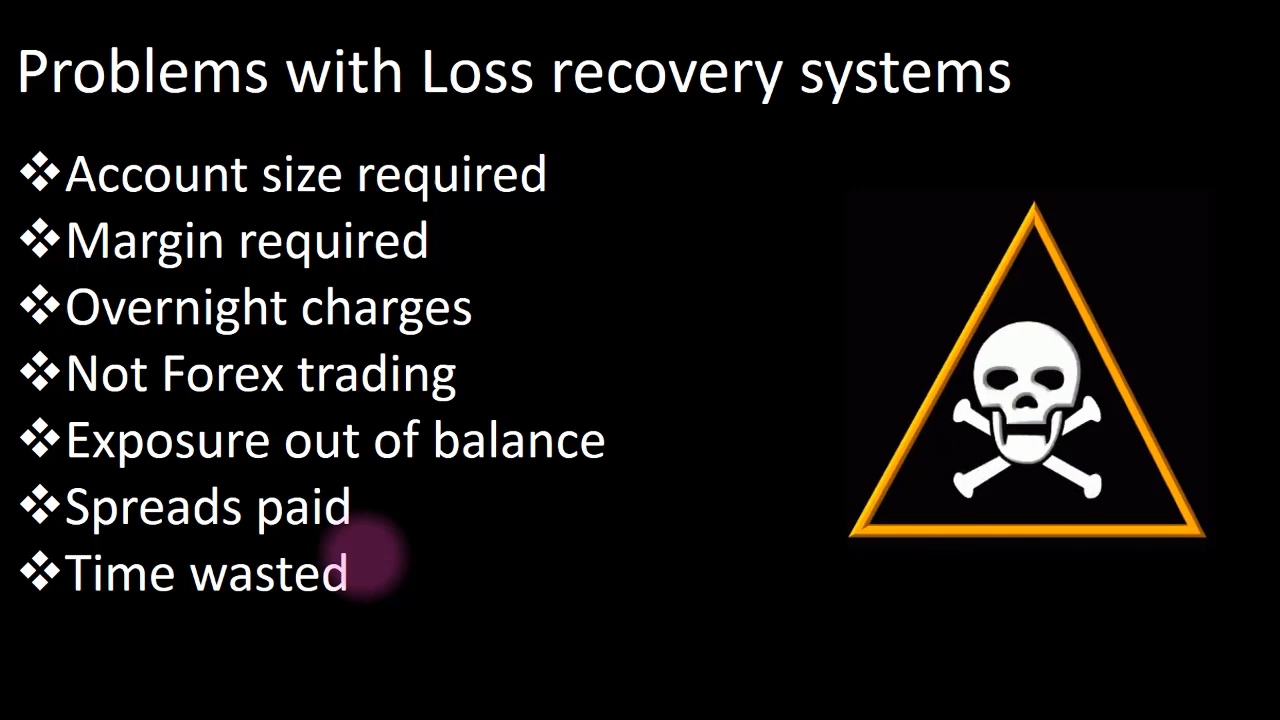 Problems with Loss recovery systems
❖Account size required
❖Margin required
❖Overnight charges
❖Not Forex trading
❖Exposure out of balance
❖Spreads paid
❖Time wasted